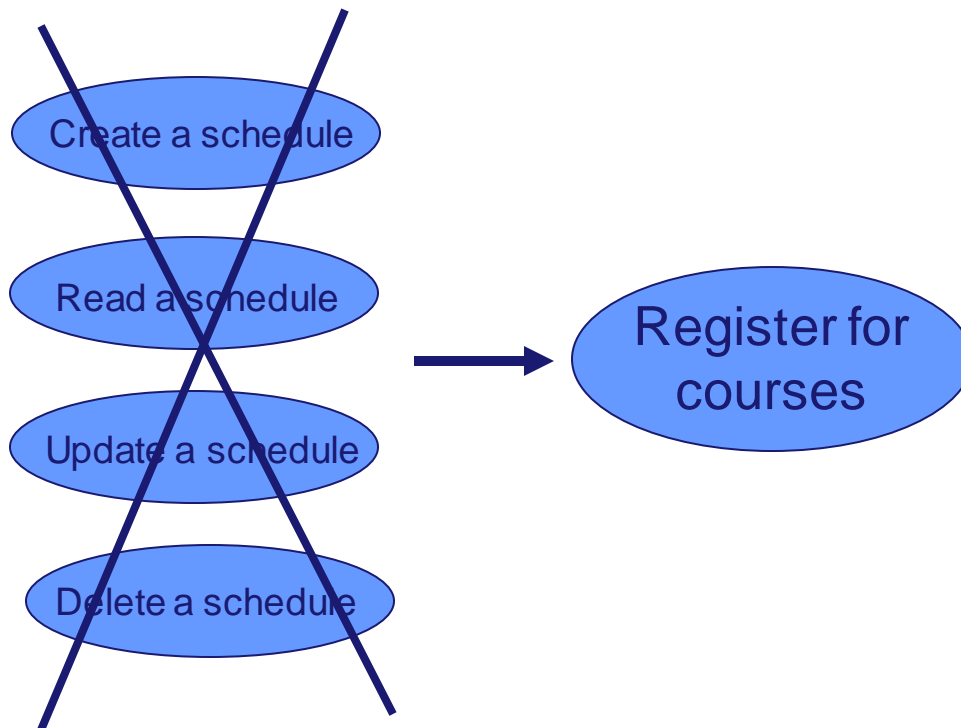 Create a schedule
Read a schedule
Update a schedule
Delete a schedule
Register for
courses